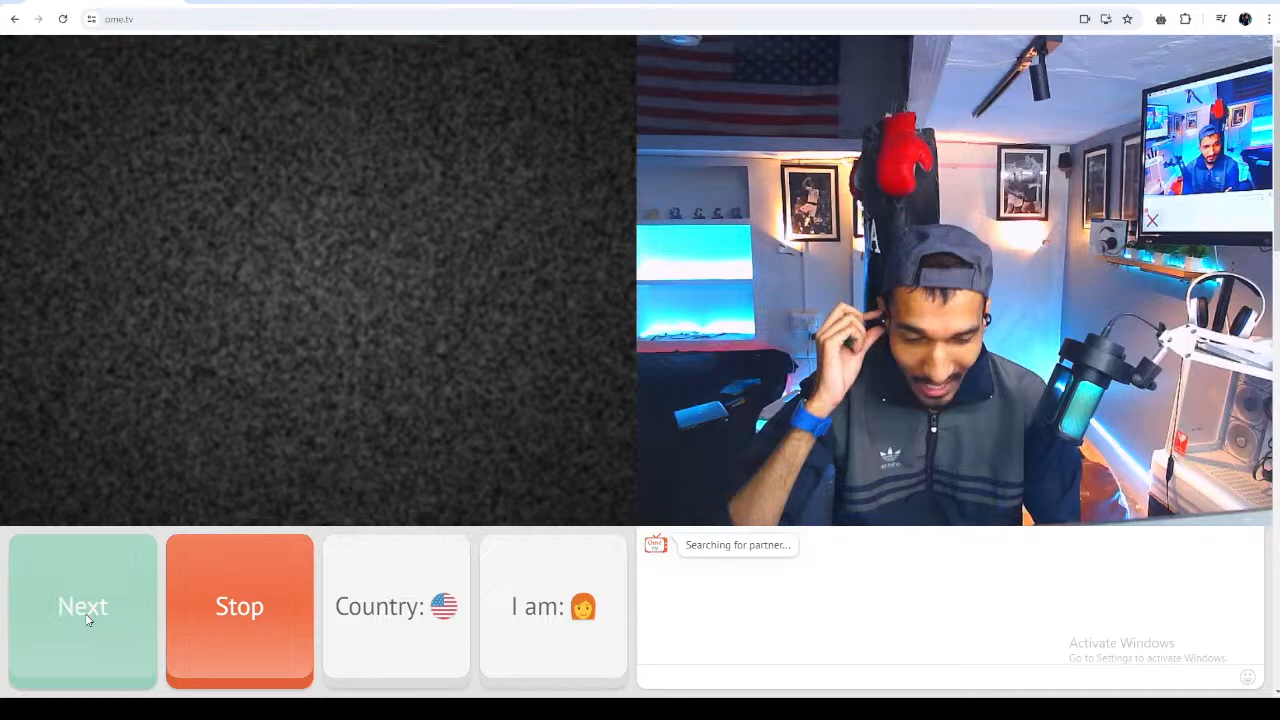 ome.tv
Searching for partner...
Next
Stop
Country:
I am:
Activate Windows
Go to Settings to activate Windows.